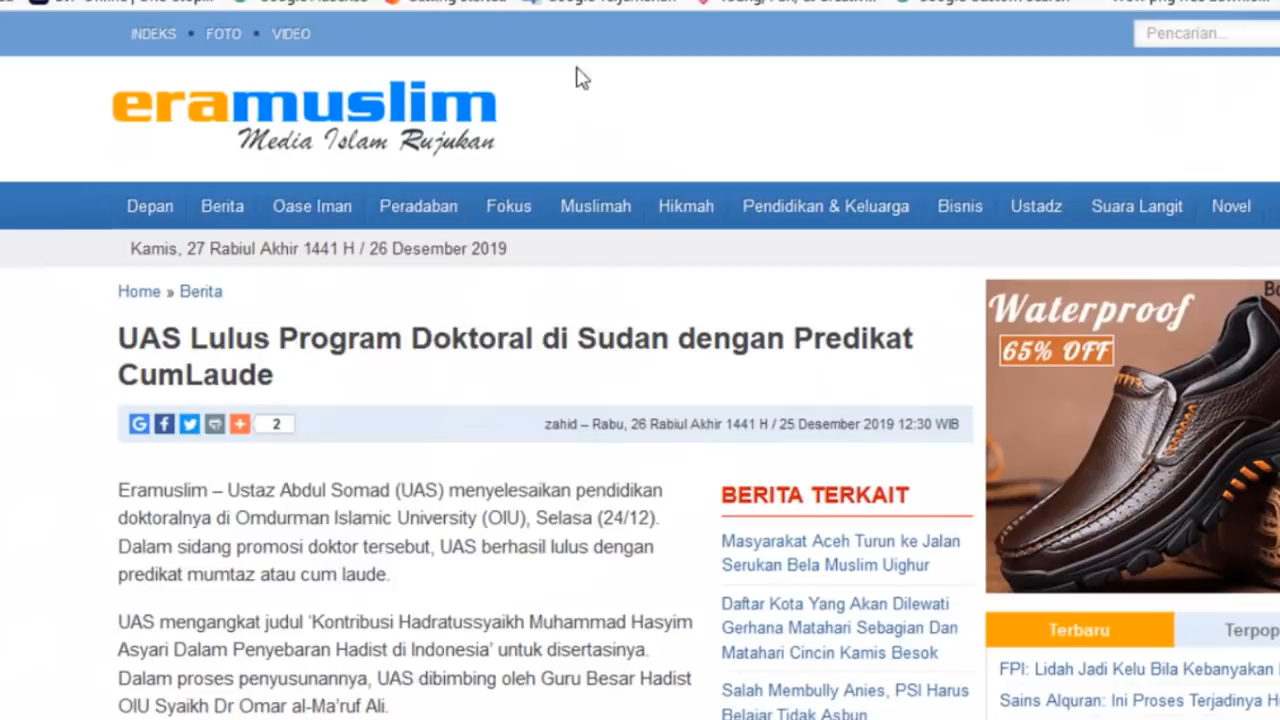 INDEKS • FOTO • VIDEO
Pencarian...
eramuslim
Media Islam Rujukan
Depan Berita Oase Iman Peradaban Fokus Muslimah Hikmah Pendidikan & Keluarga Bisnis Ustadz Suara Langit Novel
Kamis, 27 Rabiul Akhir 1441 H / 26 Desember 2019
Home » Berita
UAS Lulus Program Doktoral di Sudan dengan Predikat
CumLaude
2
zahid – Rabu, 26 Rabiul Akhir 1441 H / 25 Desember 2019 12:30 WIB
Eramuslim – Ustaz Abdul Somad (UAS) menyelesaikan pendidikan
doktoralnya di Omdurman Islamic University (OIU), Selasa (24/12).
Dalam sidang promosi doktor tersebut, UAS berhasil lulus dengan
predikat mumtaz atau cum laude.
UAS mengangkat judul ‘Kontribusi Hadratussyaikh Muhammad Hasyim
Asyari Dalam Penyebaran Hadist di Indonesia’ untuk disertasinya.
Dalam proses penyusunannya, UAS dibimbing oleh Guru Besar Hadist
OIU Syaikh Dr Omar al-Ma’ruf Ali.
BERITA TERKAIT
Masyarakat Aceh Turun ke Jalan
Serukan Bela Muslim Uighur
Daftar Kota Yang Akan Dilewati
Gerhana Matahari Sebagian Dan
Matahari Cincin Kamis Besok
Salah Membully Anies, PSI Harus
Belajar Tidak Asbun
Waterproof
65% OFF
Terbaru
Terpop
FPI: Lidah Jadi Kelu Bila Kebanyakan
Sains Alquran: Ini Proses Terjadinya